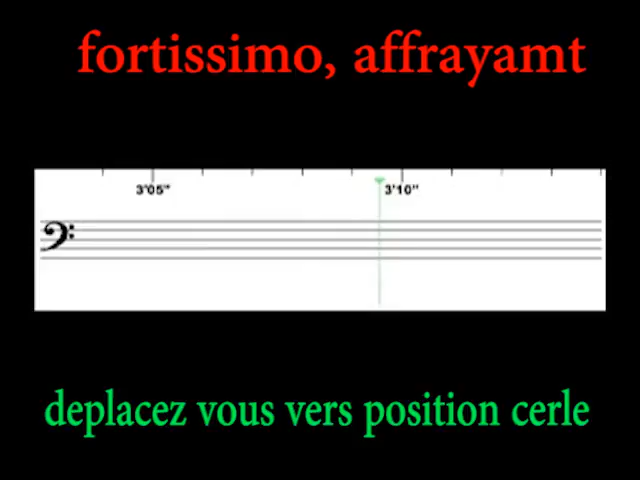 fortissimo, affrayamt
3'05" 3'10"
deplacez vous vers position cerle